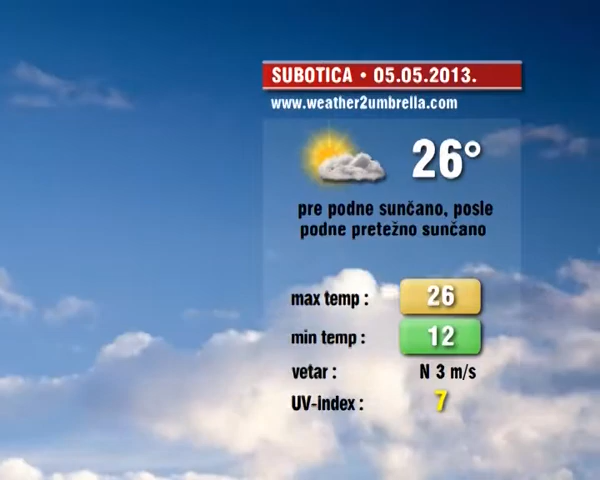 SUBOTICA • 05.05.2013.
www.weather2umbrella.com
26°
pre podne sunčano, posle
podne pretežno sunčano
max temp : 26
min temp : 12
vetar : N 3 m/s
UV-index : 7